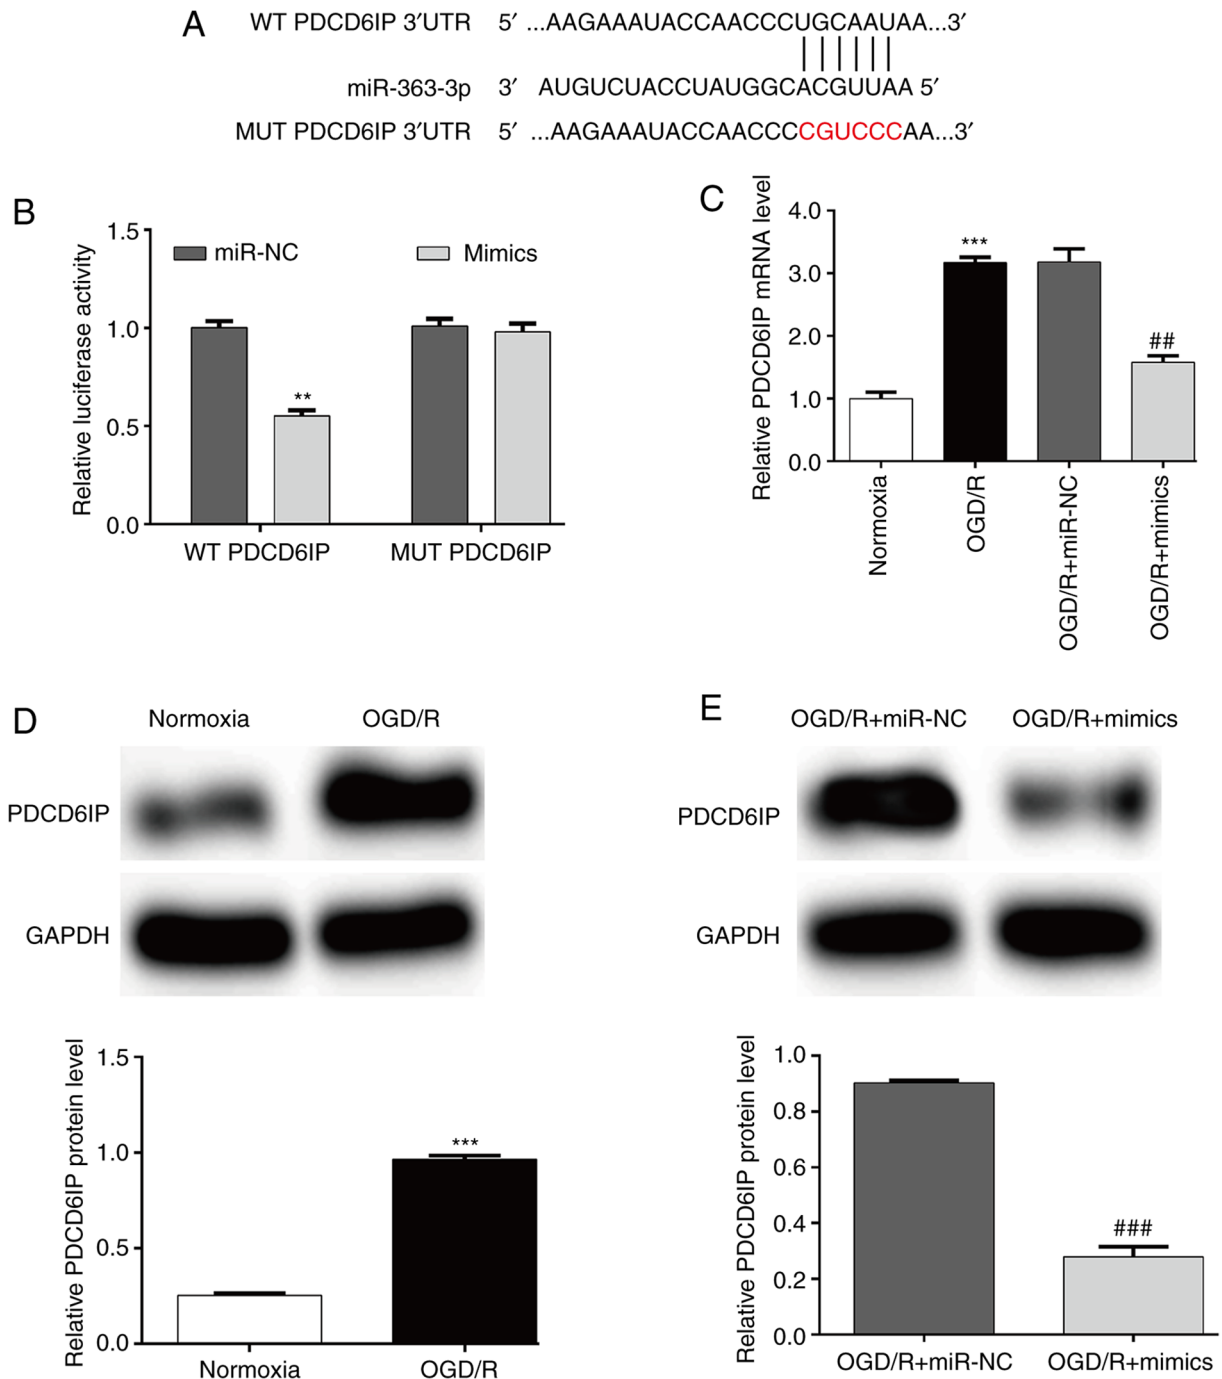 A
WT PDCD6IP 3′UTR 5′ ...AAGAAAUACCAACCCUGCAAUAA...3′
miR-363-3p 3′ AUGUCUACCUAUGGCACGUUAA 5′
MUT PDCD6IP 3′UTR 5′ ...AAGAAAUACCAACCCCGUCCCAA...3′
B
Relative luciferase activity
1.5
1.0
0.5
0.0
miR-NC
Mimics
**
WT PDCD6IP
MUT PDCD6IP
C
Relative PDCD6IP mRNA level
4.0
3.0
2.0
1.0
0.0
***
##
Normoxia
OGD/R
OGD/R+miR-NC
OGD/R+mimics
D
Normoxia
OGD/R
PDCD6IP
GAPDH
Relative PDCD6IP protein level
1.5
1.0
0.5
0.0
***
Normoxia
OGD/R
E
OGD/R+miR-NC
OGD/R+mimics
PDCD6IP
GAPDH
Relative PDCD6IP protein level
1.0
0.8
0.6
0.4
0.2
0.0
###
OGD/R+miR-NC
OGD/R+mimics